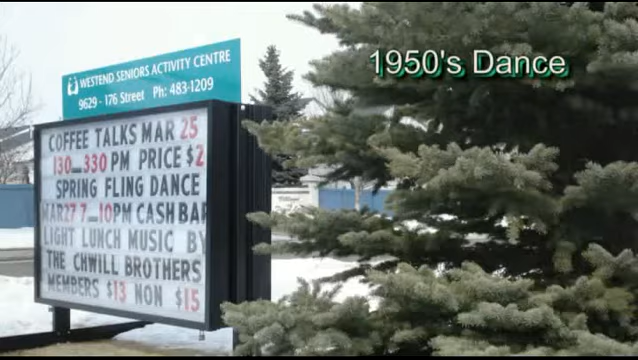 WESTEND SENIORS ACTIVITY CENTRE
9629 - 176 Street Ph: 483-1209
1950's Dance
COFFEE TALKS MAR 25
130-330 PM PRICE $2
SPRING FLING DANCE
MAR27 7-10PM CASH BAR
LIGHT LUNCH MUSIC BY
THE CHWILL BROTHERS
MEMBERS $13 NON $15